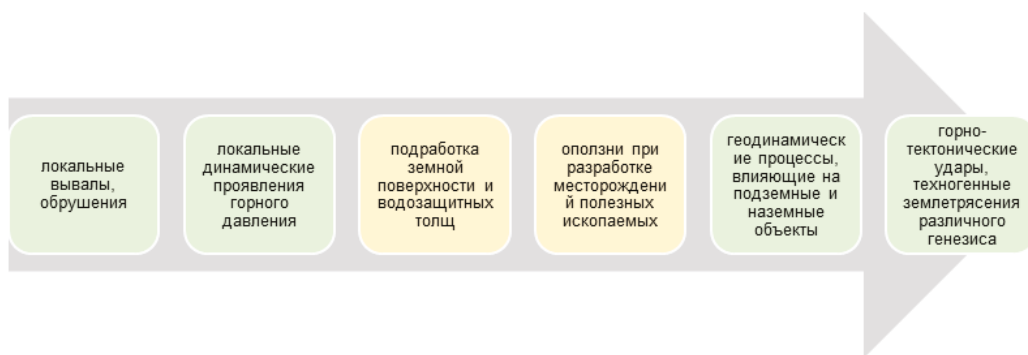 локальные
вывалы,
обрушения
локальные
динамические
проявления
горного
давления
подработка
земной
поверхности и
водозащитных
толщ
оползни при
разработке
месторождени
й полезных
ископаемых
геодинамическ
ие процессы,
влияющие на
подземные и
наземные
объекты
горно-
тектонические
удары,
техногенные
землетрясения
различного
генезиса